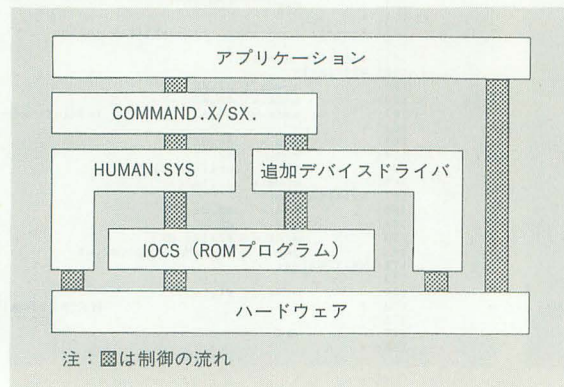 アプリケーション
COMMAND.X/SX.
HUMAN.SYS
追加デバイスドライバ
IOCS（ROMプログラム）
ハードウェア
注：▩は制御の流れ